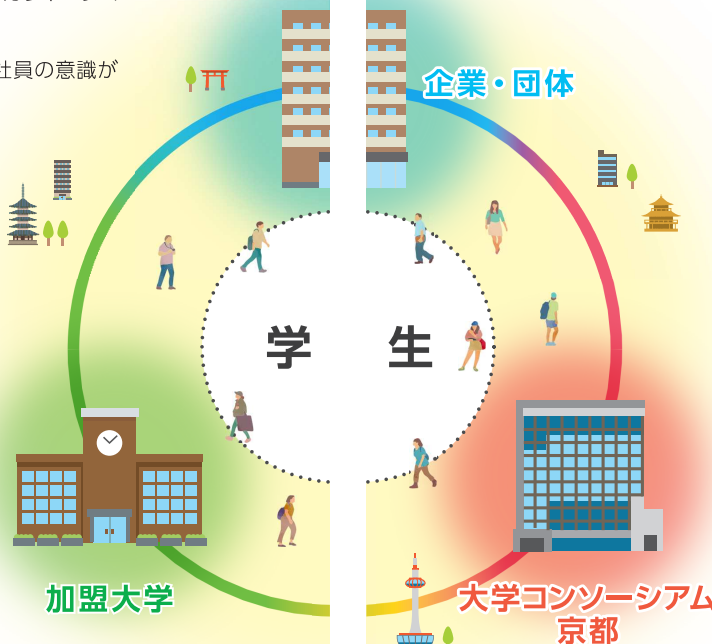 社員の意識が
企業・団体
学生
加盟大学
大学コンソーシアム
京都